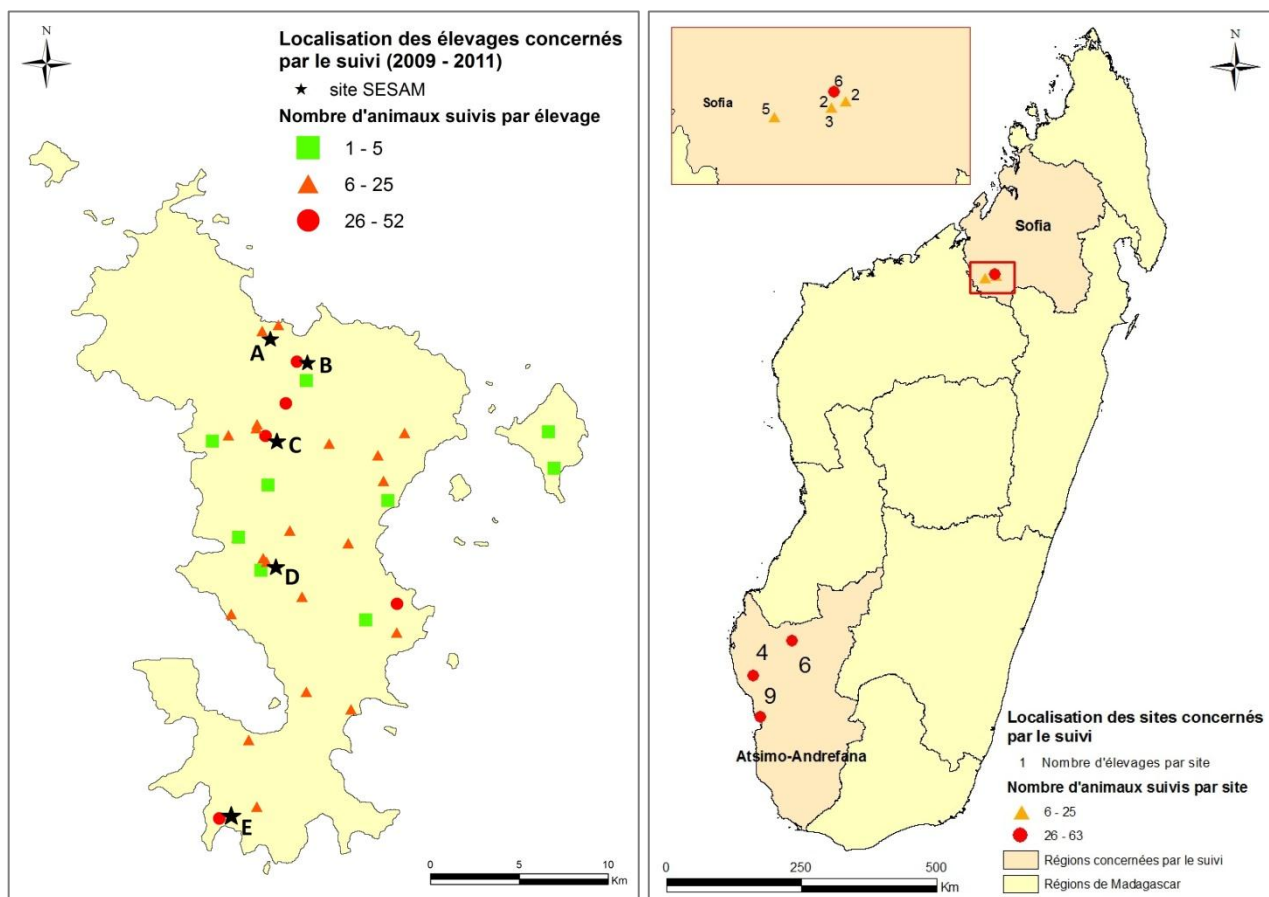 N
Localisation des élevages concernés
par le suivi (2009 - 2011)
site SESAM
Nombre d'animaux suivis par élevage
1 - 5
6 - 25
26 - 52
A
B
C
D
E
0 5 10
Km
N
Sofia
6
2
2
5
3
Sofia
4
6
9
Atsimo-Andrefana
Localisation des sites concernés
par le suivi
1 Nombre d'élevages par site
Nombre d'animaux suivis par site
6 - 25
26 - 63
Régions concernées par le suivi
Régions de Madagascar
0 250 500
Km